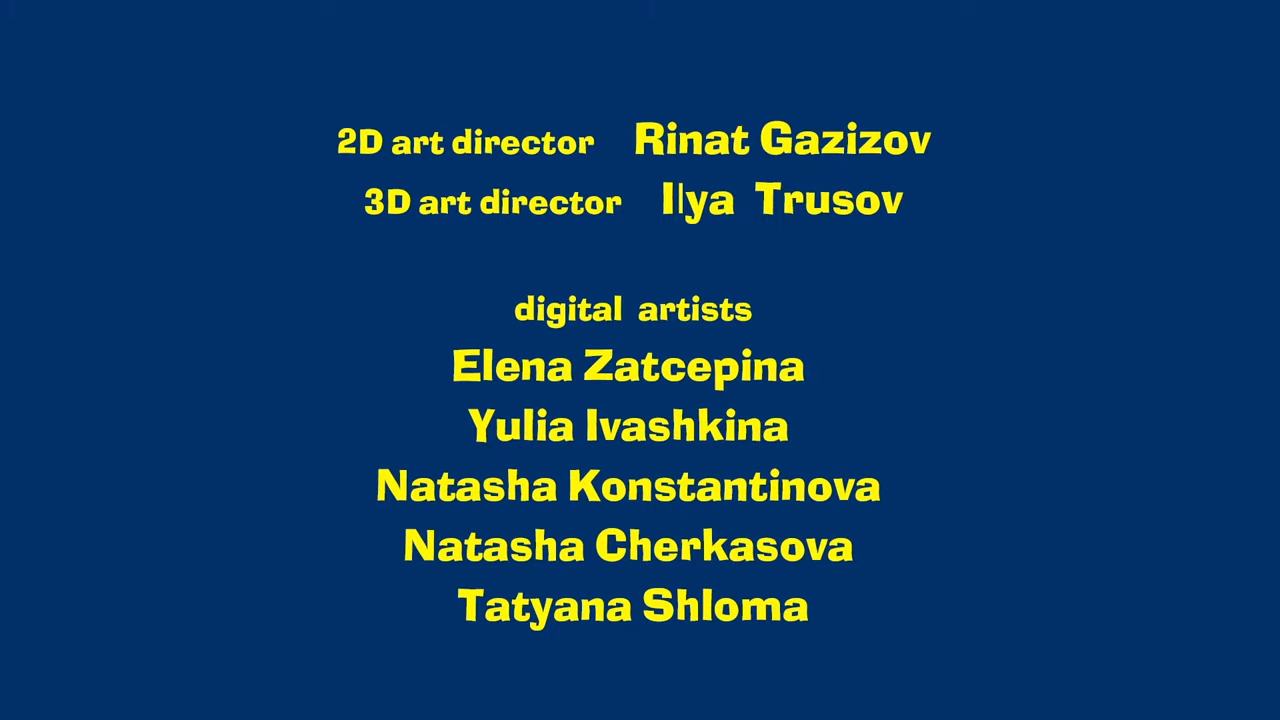 2D art director Rinat Gazizov
3D art director Ilya Trusov
digital artists
Elena Zatcepina
Yulia Ivashkina
Natasha Konstantinova
Natasha Cherkasova
Tatyana Shloma